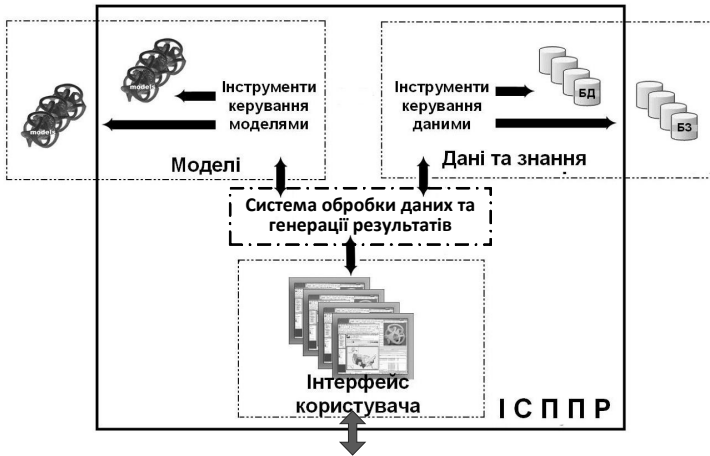 models
models
Інструменти
керування
моделями
Моделі
Інструменти
керування
даними
БД
БЗ
Дані та знання
Система обробки даних та
генерації результатів
Інтерфейс
користувача
І С П П Р